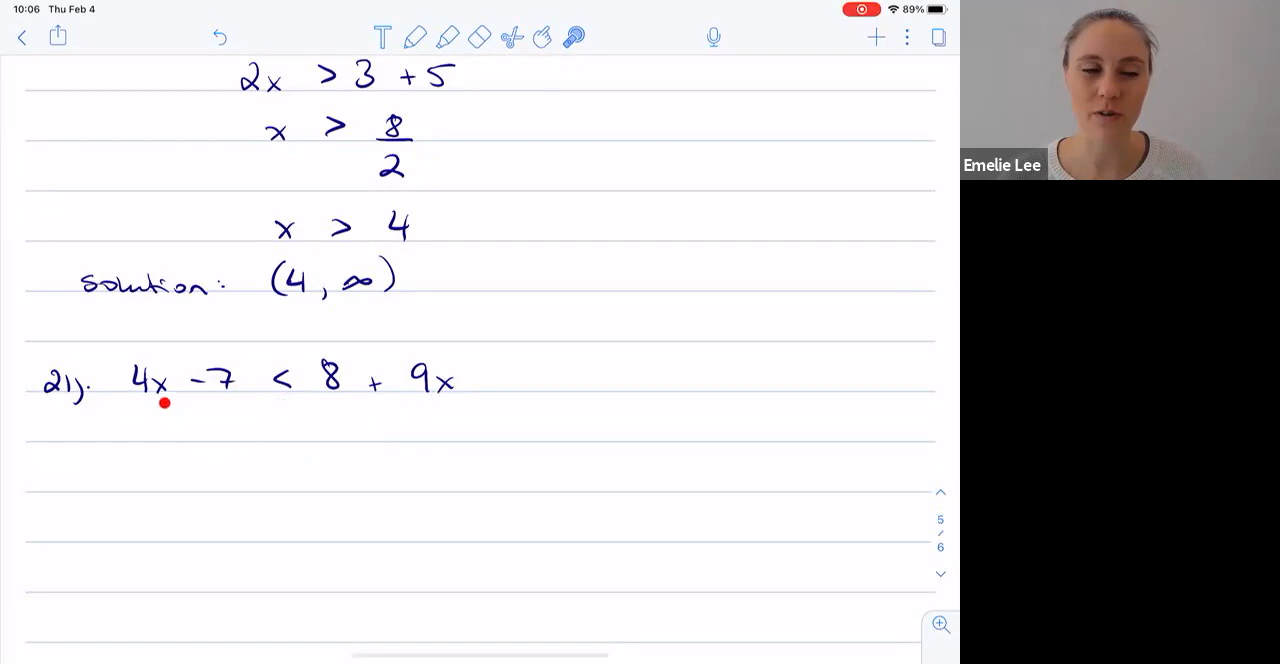 10:06 Thu Feb 4
89%
T
2x > 3 + 5
x > 8/2
x > 4
solution: (4, ∞)
21). 4x - 7 < 8 + 9x
5
/
6
Emelie Lee